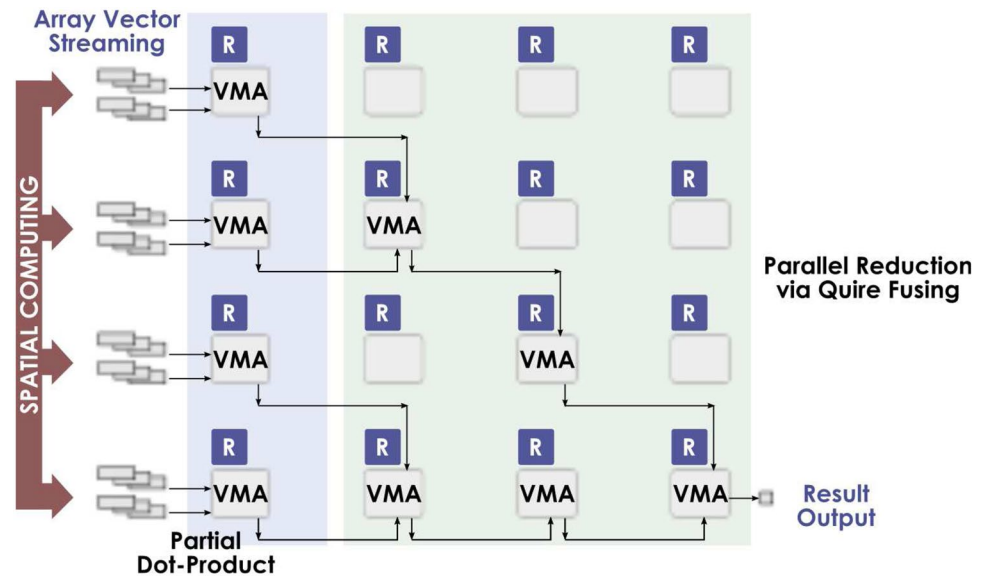 Array Vector
Streaming
R R R R
VMA
R R R R
VMA VMA
SPATIAL COMPUTING
Parallel Reduction
via Quire Fusing
R R R R
VMA VMA
R R R R
VMA VMA VMA VMA
Result
Output
Partial
Dot-Product